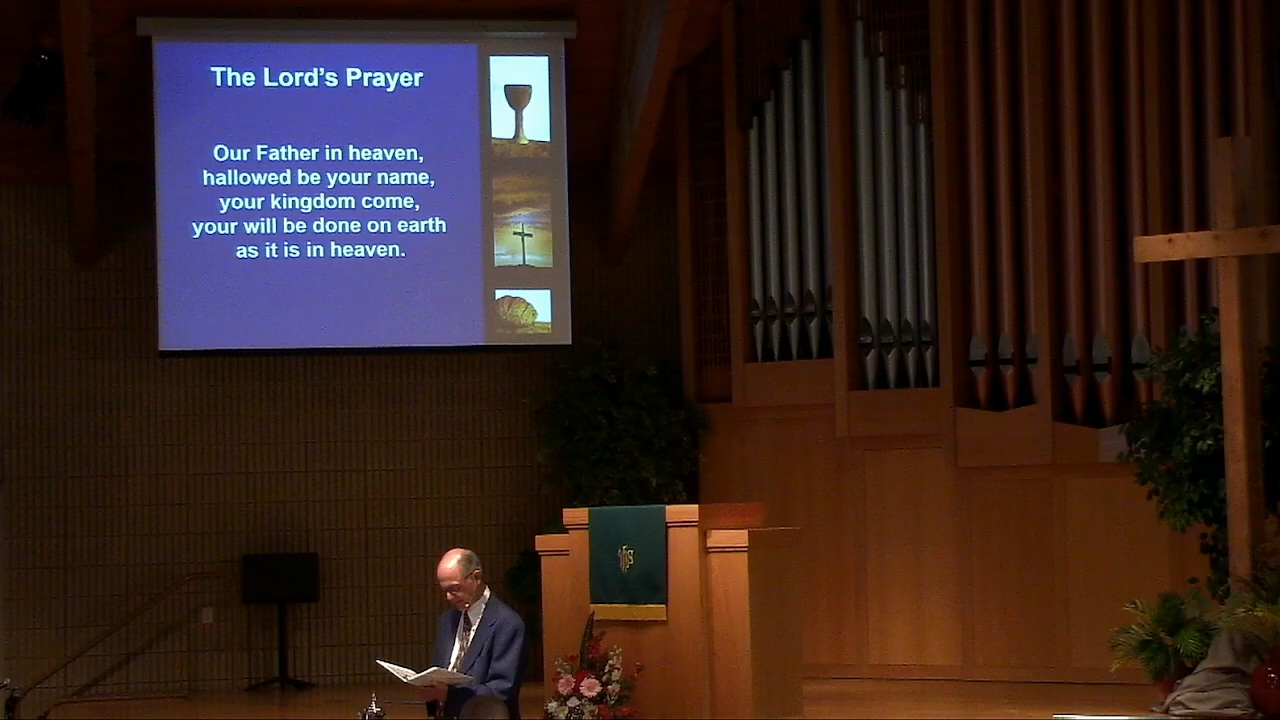 The Lord's Prayer
Our Father in heaven,
hallowed be your name,
your kingdom come,
your will be done on earth
as it is in heaven.
IHS